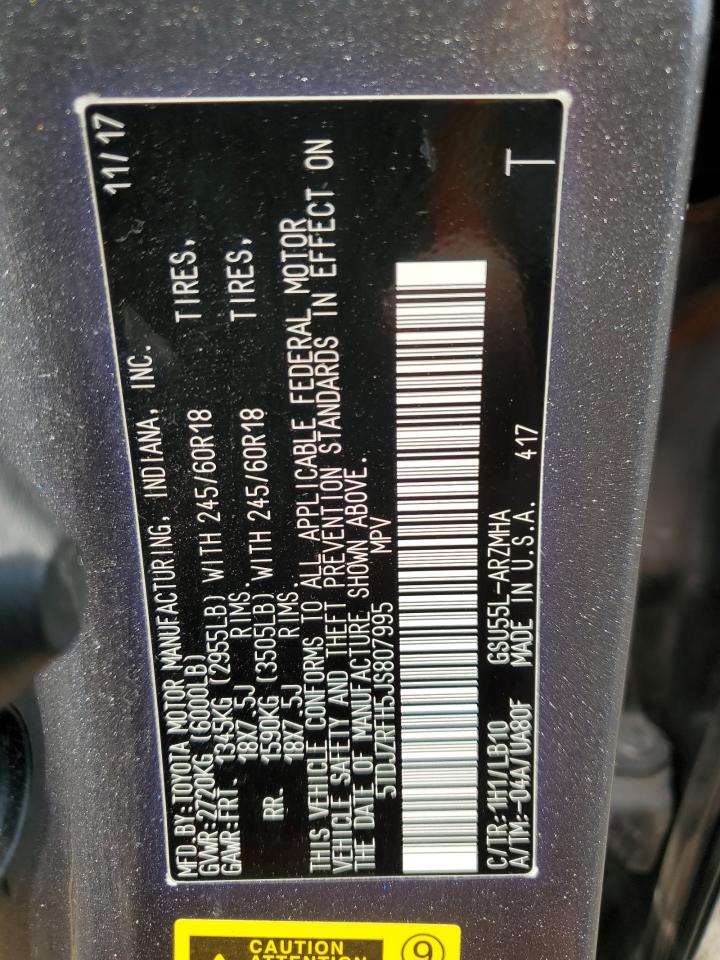 MFD. BY: TOYOTA MOTOR MANUFACTURING, INDIANA, INC. 11/17
GVWR: 2720KG (6000LB)
GAWR: FRT. 1345KG (2955LB) WITH 245/60R18 TIRES,
18X7.5J RIMS.
RR. 1590KG (3505LB) WITH 245/60R18 TIRES,
18X7.5J RIMS.
THIS VEHICLE CONFORMS TO ALL APPLICABLE FEDERAL MOTOR
VEHICLE SAFETY AND THEFT PREVENTION STANDARDS IN EFFECT ON
THE DATE OF MANUFACTURE SHOWN ABOVE.
5TDJZRFH5JS807995 MPV
C/TR: 1H1/LB10 GSU55L-ARZMHA T
A/TM: -04A/UA80F MADE IN U.S.A. 417
CAUTION
ATTENTION
9